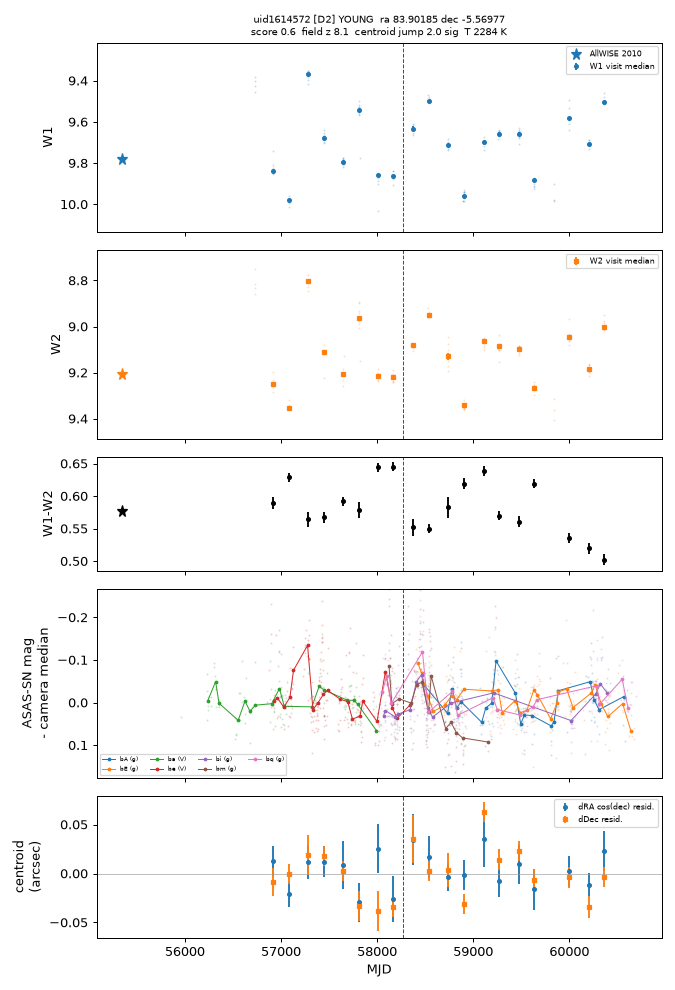 uid1614572 [D2] YOUNG  ra 83.90185 dec -5.56977
score 0.6  field z 8.1  centroid jump 2.0 sig  T 2284 K
W1
9.4
9.6
9.8
10.0
AllWISE 2010
W1 visit median
W2
8.8
9.0
9.2
9.4
W2 visit median
W1-W2
0.65
0.60
0.55
0.50
ASAS-SN mag
- camera median
−0.2
−0.1
0.0
0.1
bA (g)
bE (g)
ba (V)
be (V)
bi (g)
bm (g)
bq (g)
centroid
(arcsec)
0.05
0.00
−0.05
dRA cos(dec) resid.
dDec resid.
56000
57000
58000
59000
60000
MJD